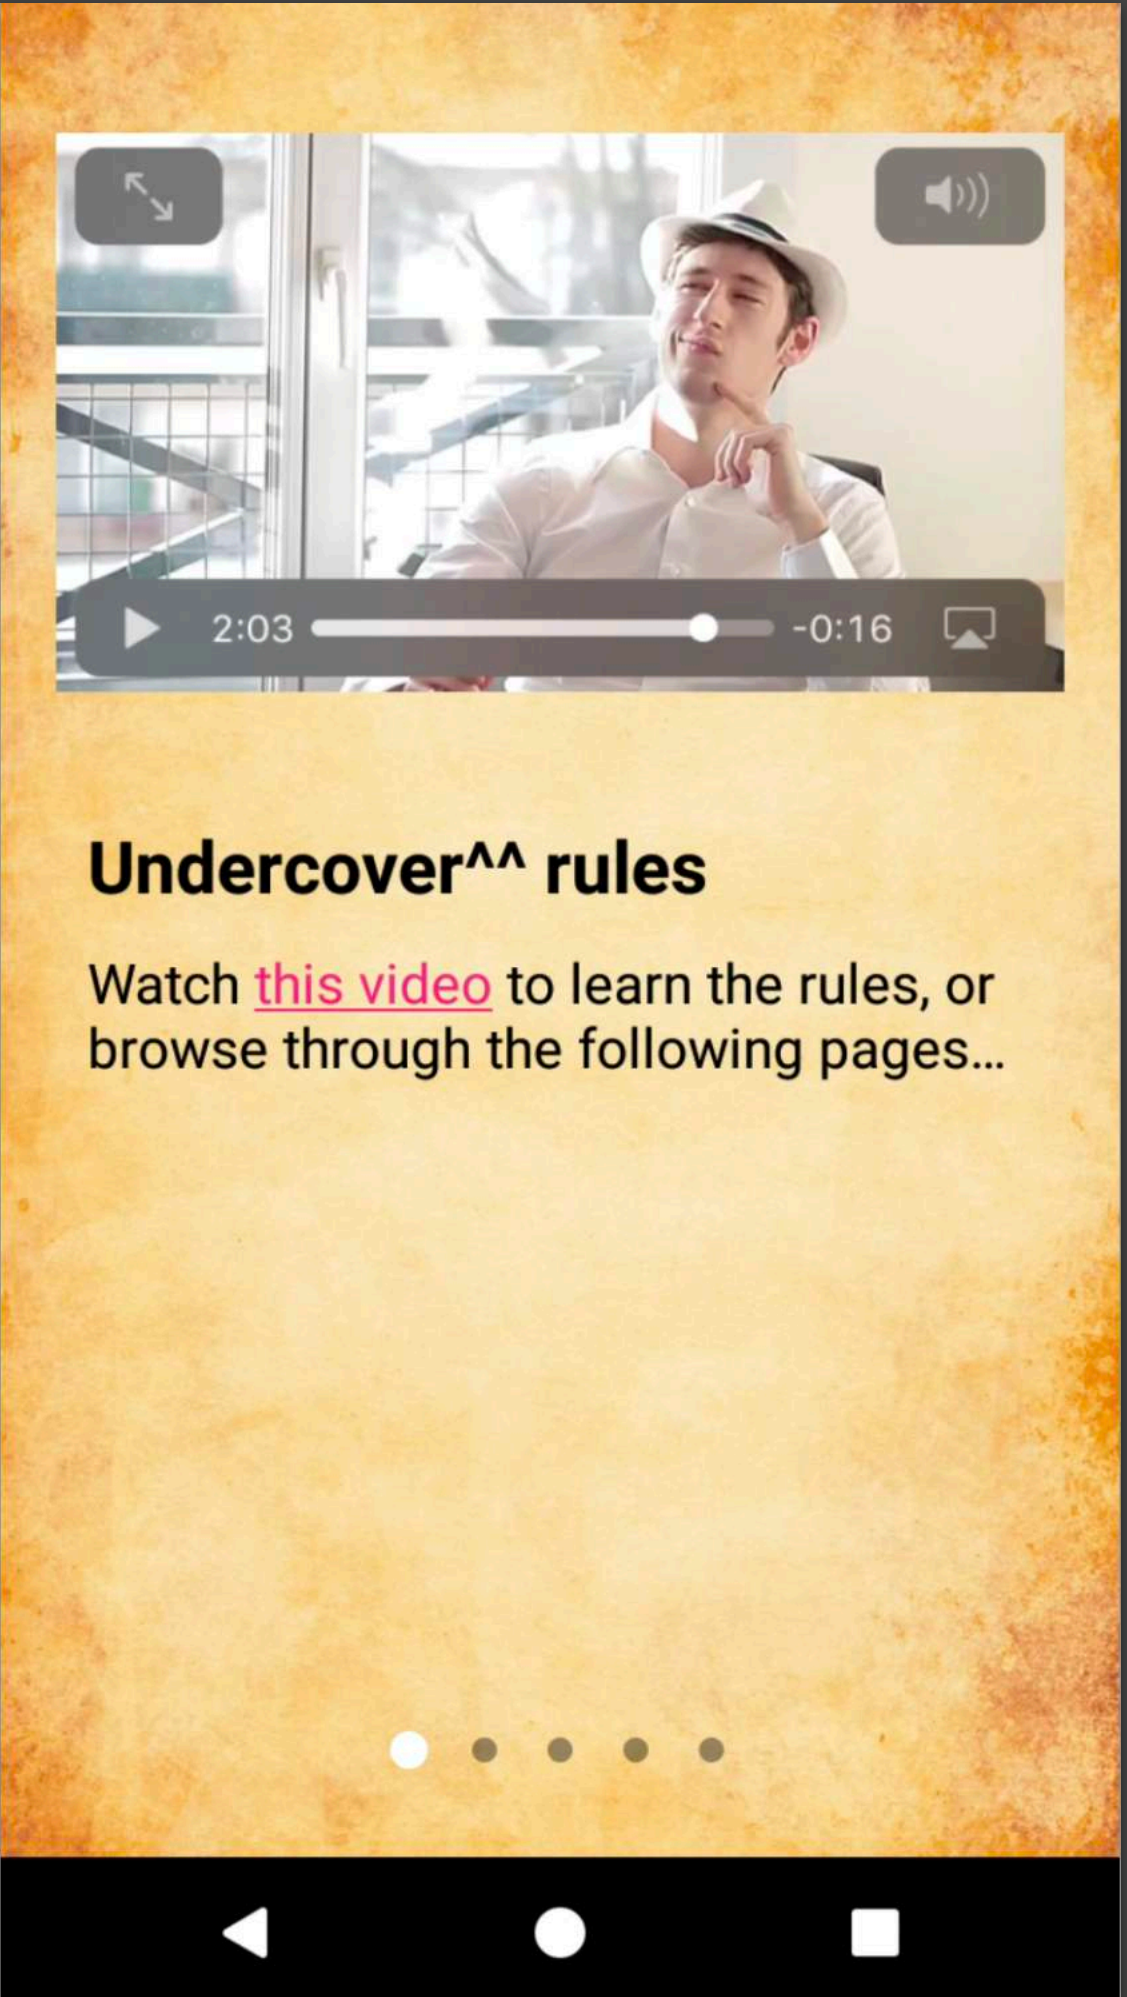 2:03 -0:16
Undercover^^ rules
Watch this video to learn the rules, or
browse through the following pages...